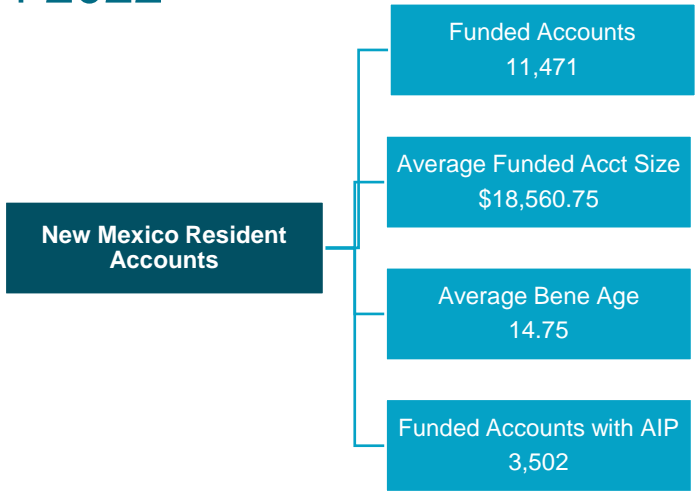 2022
New Mexico Resident
Accounts
Funded Accounts
11,471
Average Funded Acct Size
$18,560.75
Average Bene Age
14.75
Funded Accounts with AIP
3,502